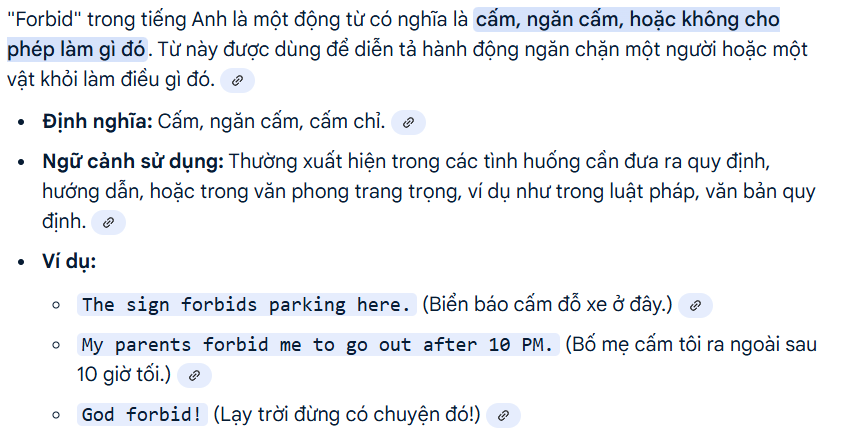 "Forbid" trong tiếng Anh là một động từ có nghĩa là cấm, ngăn cấm, hoặc không cho
phép làm gì đó. Từ này được dùng để diễn tả hành động ngăn chặn một người hoặc một
vật khỏi làm điều gì đó.
• Định nghĩa: Cấm, ngăn cấm, cấm chỉ.
• Ngữ cảnh sử dụng: Thường xuất hiện trong các tình huống cần đưa ra quy định,
hướng dẫn, hoặc trong văn phong trang trọng, ví dụ như trong luật pháp, văn bản quy
định.
• Ví dụ:
◦ The sign forbids parking here. (Biển báo cấm đỗ xe ở đây.)
◦ My parents forbid me to go out after 10 PM. (Bố mẹ cấm tôi ra ngoài sau
10 giờ tối.)
◦ God forbid! (Lạy trời đừng có chuyện đó!)